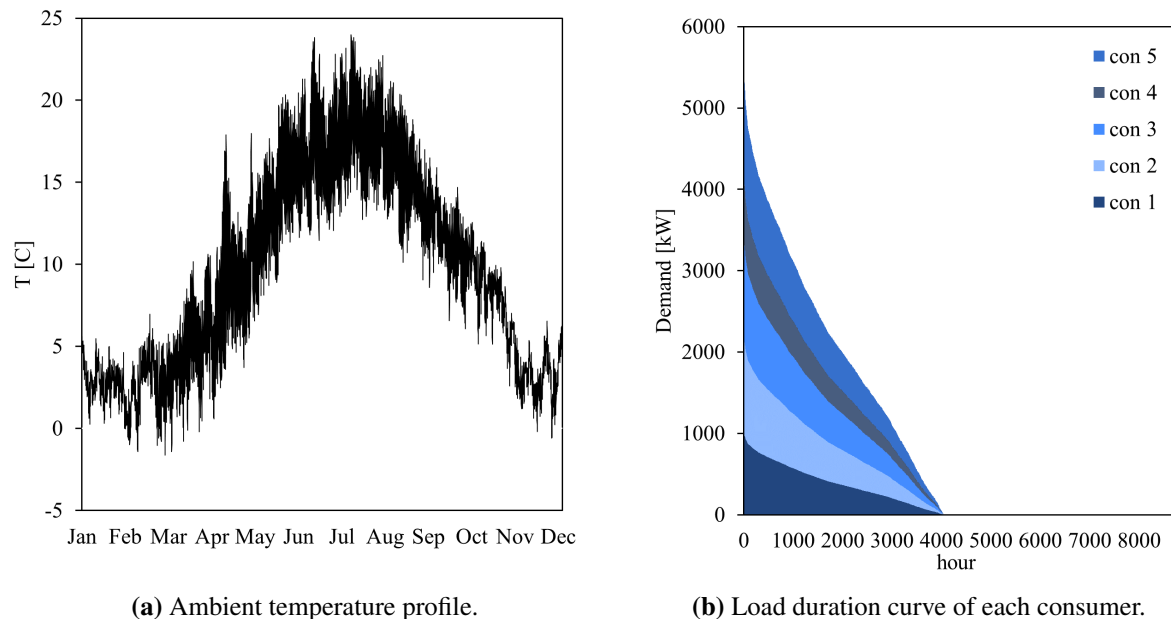 25
20
15
10
5
0
-5
T [C]
Jan Feb Mar Apr May Jun Jul Aug Sep Oct Nov Dec
(a) Ambient temperature profile.
6000
5000
4000
3000
2000
1000
0
Demand [kW]
con 5
con 4
con 3
con 2
con 1
0 1000 2000 3000 4000 5000 6000 7000 8000
hour
(b) Load duration curve of each consumer.